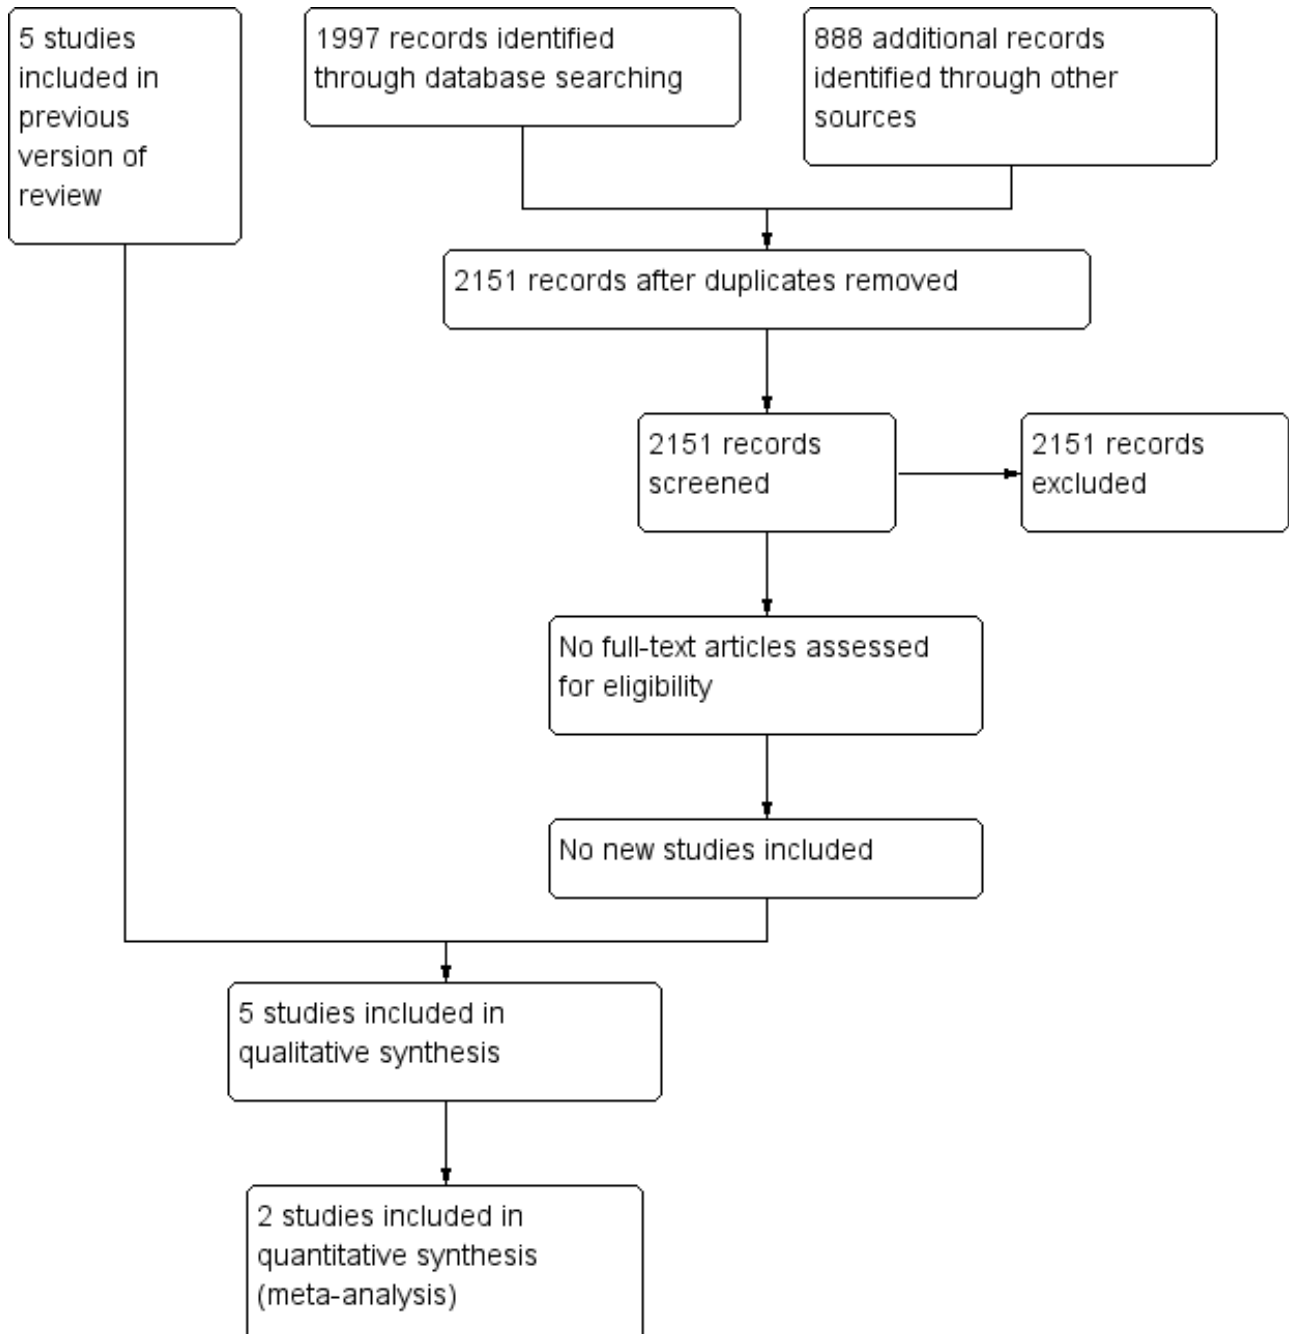 5 studies
included in
previous
version of
review
1997 records identified
through database searching
888 additional records
identified through other
sources
2151 records after duplicates removed
2151 records
screened
2151 records
excluded
No full-text articles assessed
for eligibility
No new studies included
5 studies included in
qualitative synthesis
2 studies included in
quantitative synthesis
(meta-analysis)